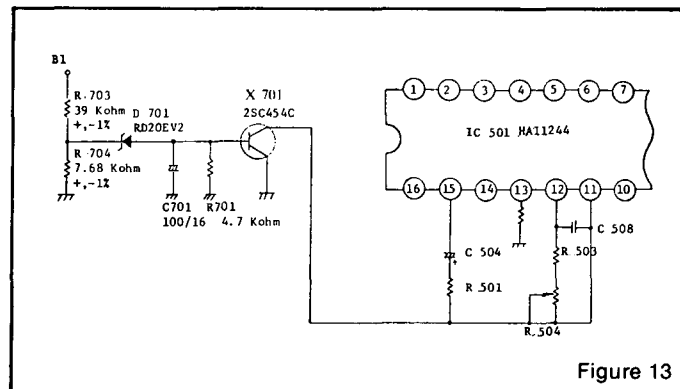 B1
R 703
39 Kohm
+,-1%
D 701
RD20EV2
X 701
2SC454C
R 704
7.68 Kohm
+,-1%
C701
100/16
R701
4.7 Kohm
1 2 3 4 5 6 7
IC 501 HA11244
16 15 14 13 12 11 10
C 504
R 501
C 508
R 503
R 504
Figure 13